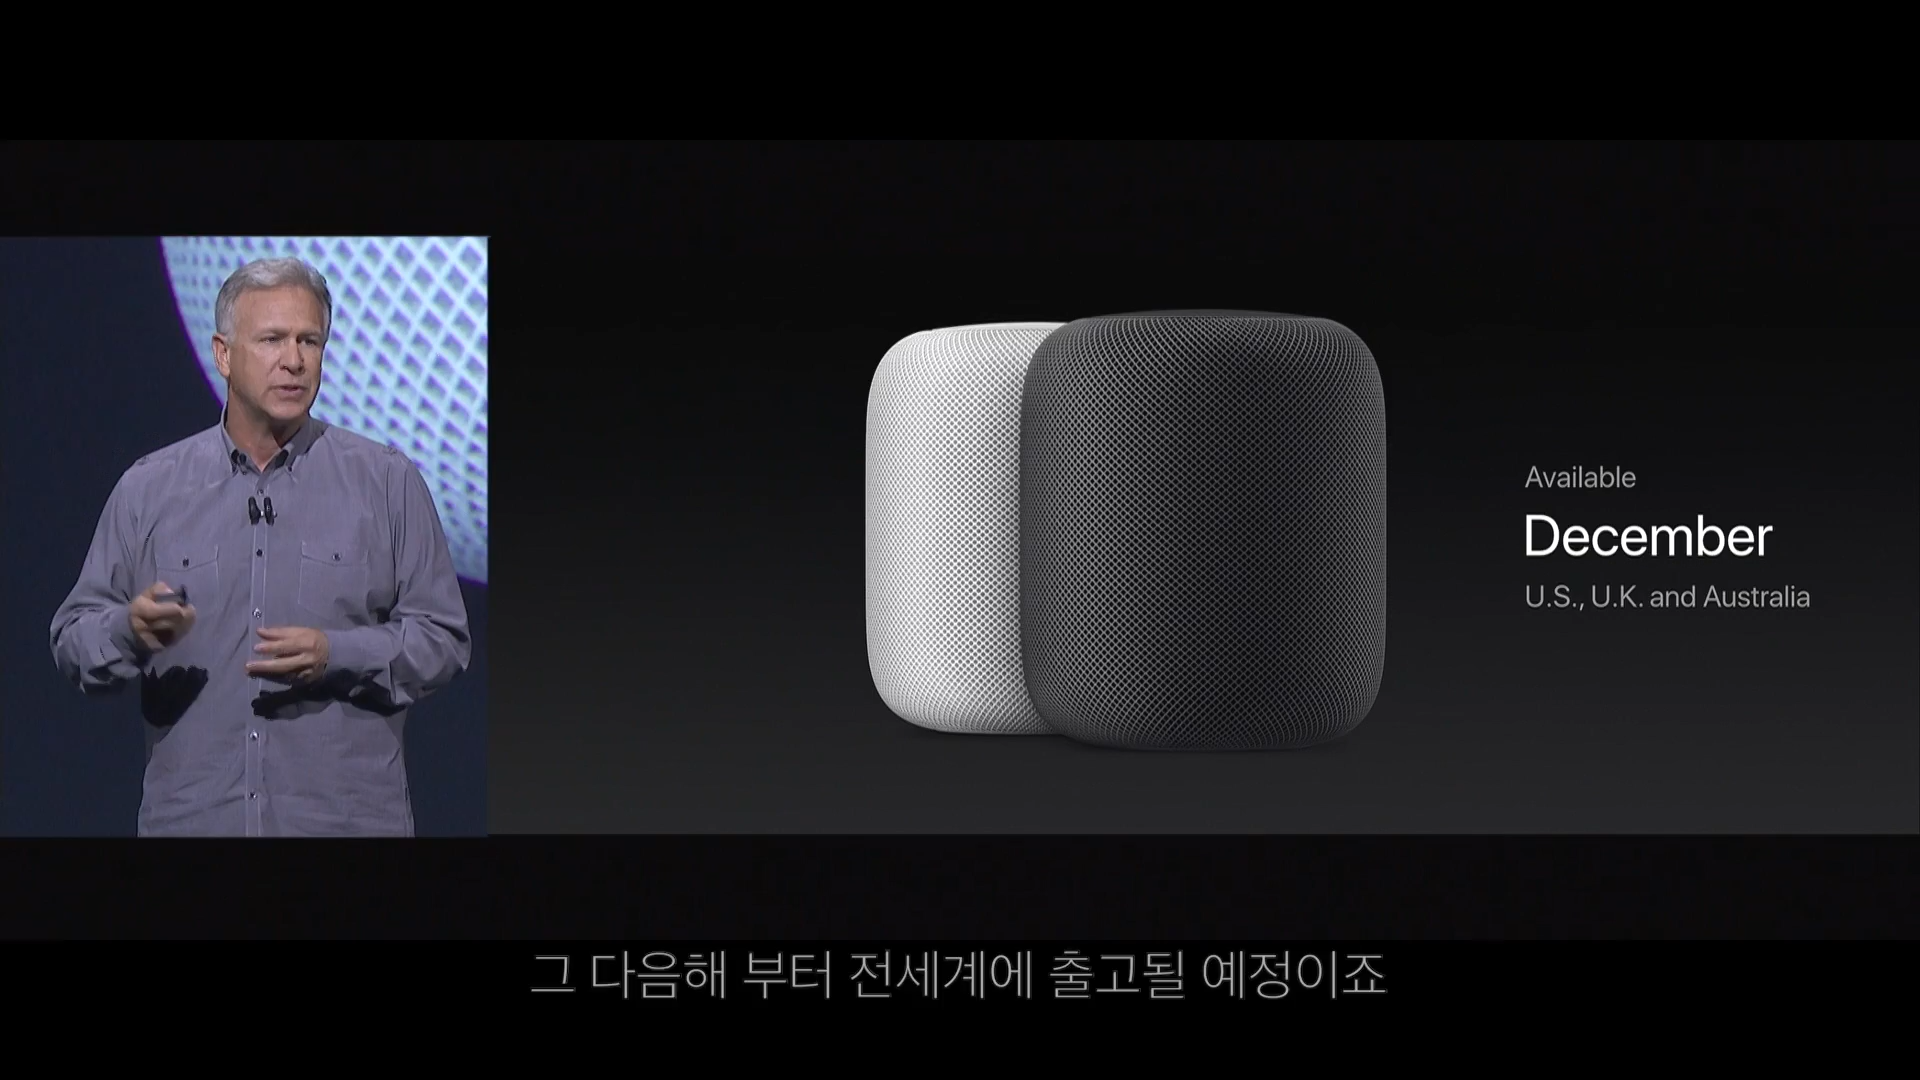 Available
December
U.S., U.K. and Australia
그 다음해 부터 전세계에 출고될 예정이죠